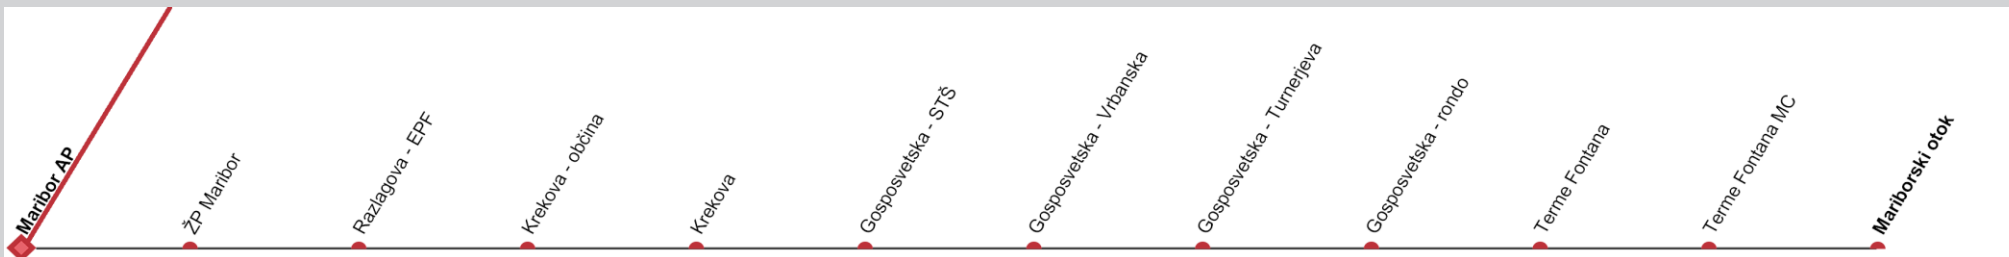 Maribor AP
ŽP Maribor
Razlagova - EPF
Krekova - občina
Krekova
Gosposvetska - STŠ
Gosposvetska - Vrbanska
Gosposvetska - Turnerjeva
Gosposvetska - rondo
Terme Fontana
Terme Fontana MC
Mariborski otok